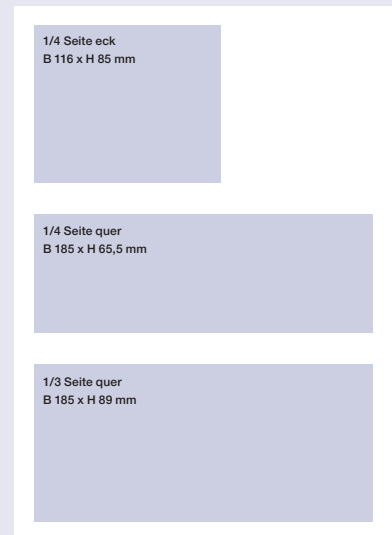 1/4 Seite eck
B 116 x H 85 mm
1/4 Seite quer
B 185 x H 65,5 mm
1/3 Seite quer
B 185 x H 89 mm